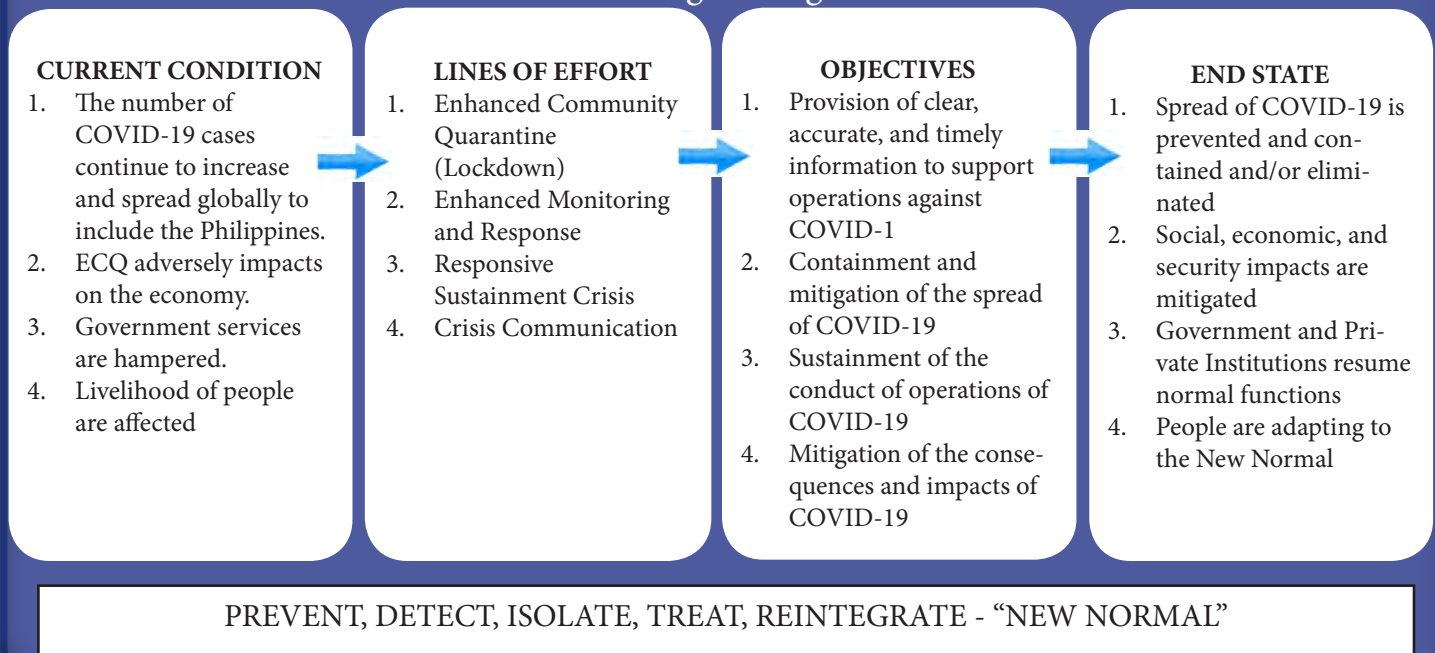 CURRENT CONDITION
1. The number of
COVID-19 cases
continue to increase
and spread globally to
include the Philippines.
2. ECQ adversely impacts
on the economy.
3. Government services
are hampered.
4. Livelihood of people
are affected
LINES OF EFFORT
1. Enhanced Community
Quarantine
(Lockdown)
2. Enhanced Monitoring
and Response
3. Responsive
Sustainment Crisis
4. Crisis Communication
OBJECTIVES
1. Provision of clear,
accurate, and timely
information to support
operations against
COVID-1
2. Containment and
mitigation of the spread
of COVID-19
3. Sustainment of the
conduct of operations of
COVID-19
4. Mitigation of the conse-
quences and impacts of
COVID-19
END STATE
1. Spread of COVID-19 is
prevented and con-
tained and/or elimi-
nated
2. Social, economic, and
security impacts are
mitigated
3. Government and Pri-
vate Institutions resume
normal functions
4. People are adapting to
the New Normal
PREVENT, DETECT, ISOLATE, TREAT, REINTEGRATE - “NEW NORMAL”